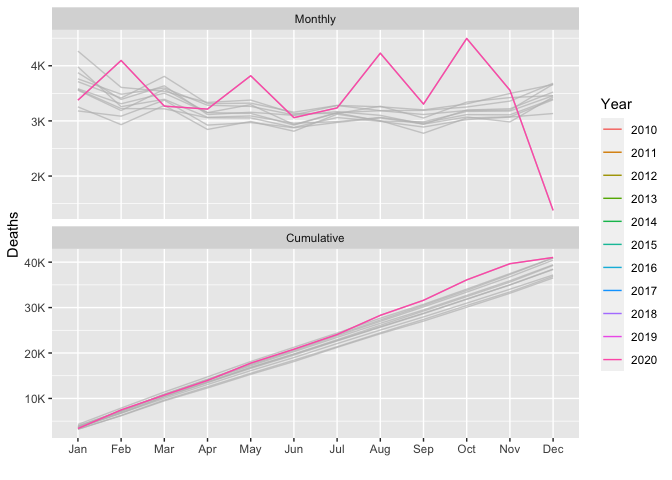 Monthly
4K
3K
2K
Cumulative
40K
30K
20K
10K
Deaths
Jan Feb Mar Apr May Jun Jul Aug Sep Oct Nov Dec
Year
2010
2011
2012
2013
2014
2015
2016
2017
2018
2019
2020